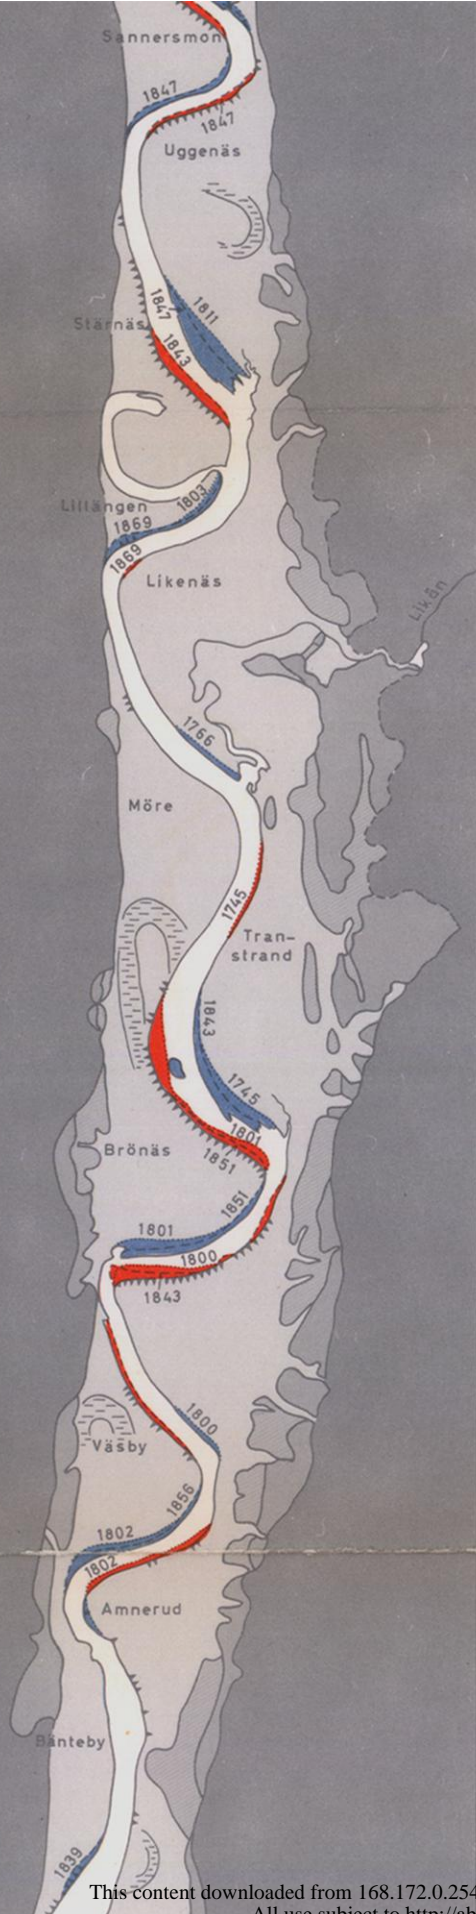 Sannersmon
1847
1847
Uggenäs
1847
1811
Stärnäs
1843
1803
Lillängen
1869
1869
Likenäs
Likån
1766
Möre
1745
Tran-
strand
1843
1745
1801
Brönäs
1851
1851
1801
1800
1843
1800
Väsby
1856
1802
1802
Amnerud
Bänteby
1839
This content downloaded from 168.172.0.254